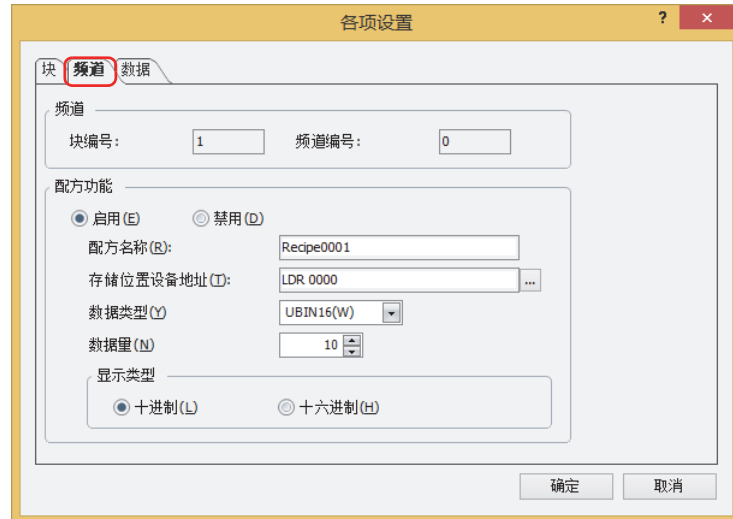 各项设置 ? ×
块 频道 数据
频道
块编号: 1 频道编号: 0
配方功能
启用(E) 禁用(D)
配方名称(R): Recipe0001
存储位置设备地址(T): LDR 0000 ...
数据类型(Y) UBIN16(W)
数据量(N) 10
显示类型
十进制(L) 十六进制(H)
确定 取消